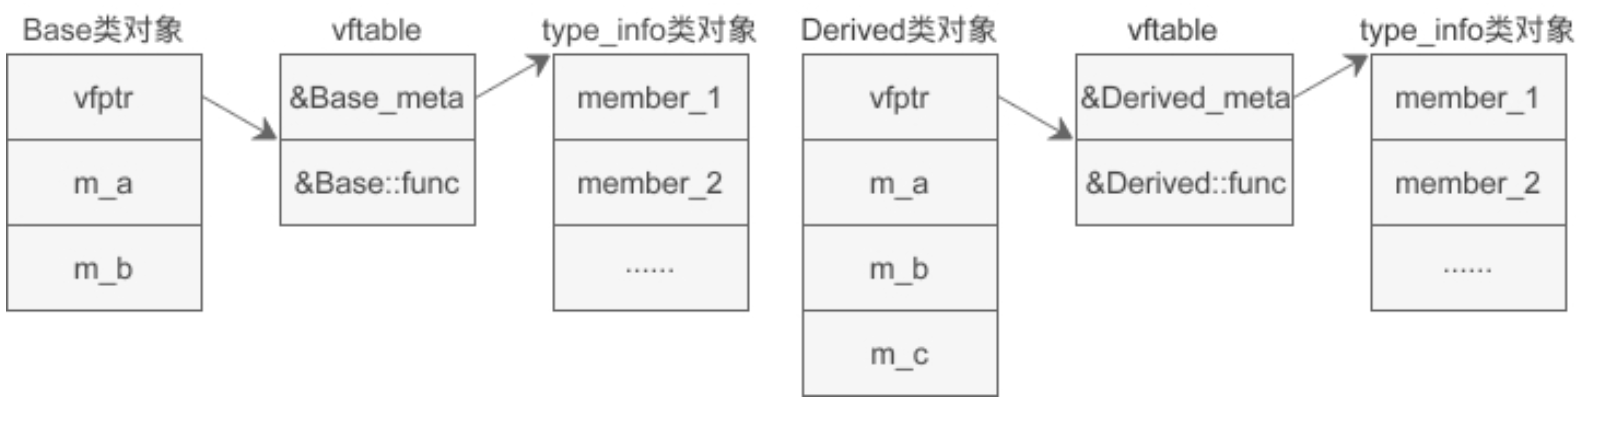 Base类对象
vftable
type_info类对象
Derived类对象
vftable
type_info类对象
vfptr
&Base_meta
member_1
vfptr
&Derived_meta
member_1
m_a
&Base::func
member_2
m_a
&Derived::func
member_2
m_b
······
m_b
······
m_c